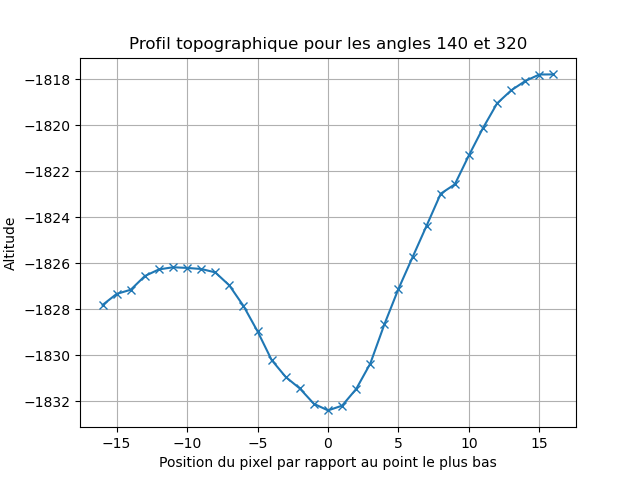 Profil topographique pour les angles 140 et 320
Altitude
−1818
−1820
−1822
−1824
−1826
−1828
−1830
−1832
−15 −10 −5 0 5 10 15
Position du pixel par rapport au point le plus bas